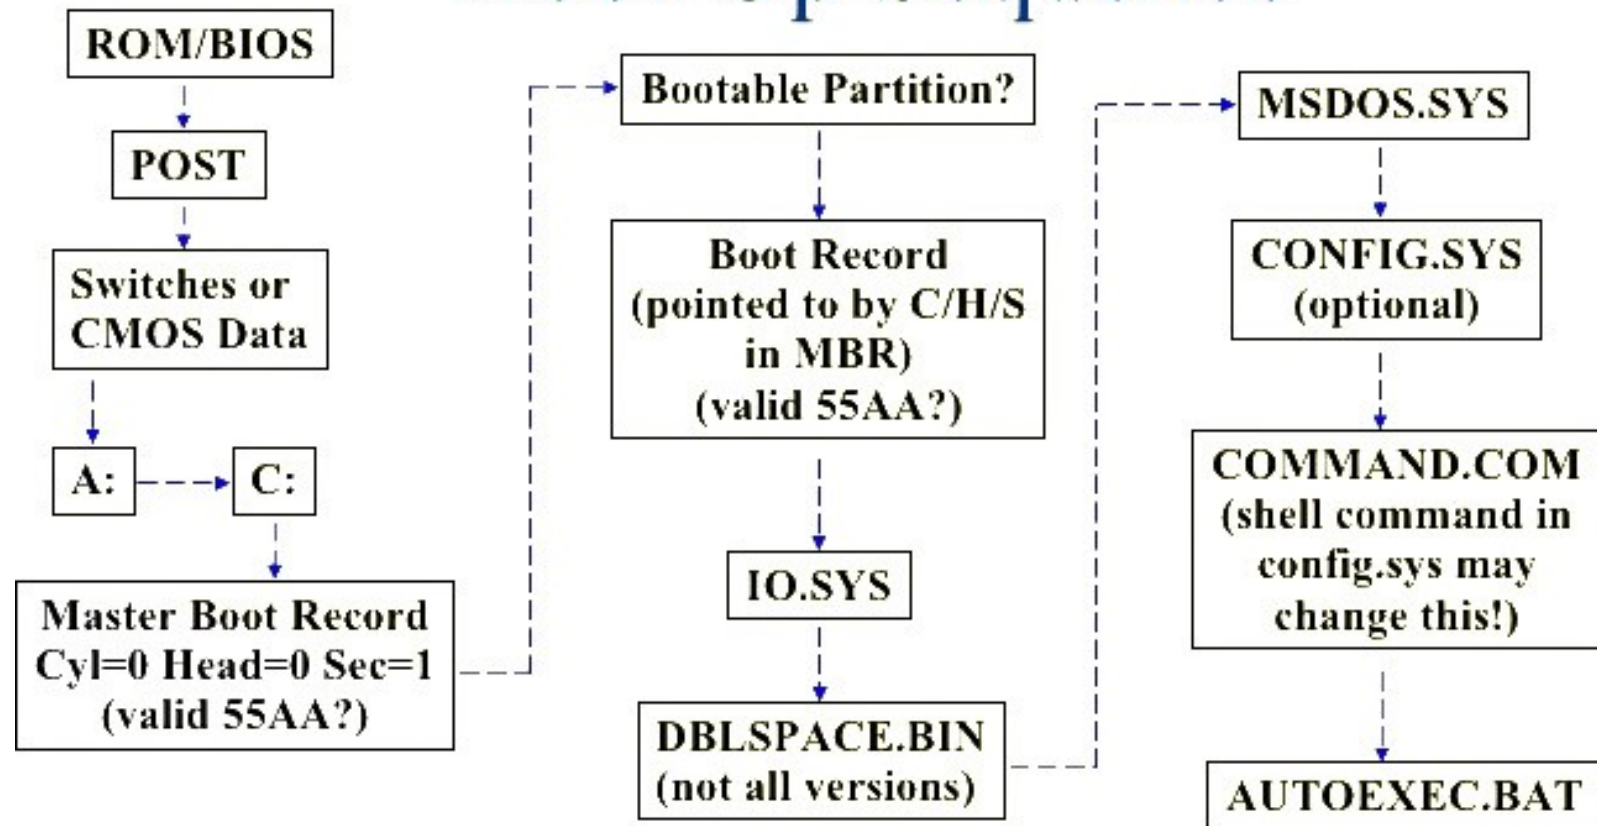 ROM/BIOS
POST
Switches or
CMOS Data
A:
C:
Master Boot Record
Cyl=0 Head=0 Sec=1
(valid 55AA?)
Bootable Partition?
Boot Record
(pointed to by C/H/S
in MBR)
(valid 55AA?)
IO.SYS
DBLSPACE.BIN
(not all versions)
MSDOS.SYS
CONFIG.SYS
(optional)
COMMAND.COM
(shell command in
config.sys may
change this!)
AUTOEXEC.BAT